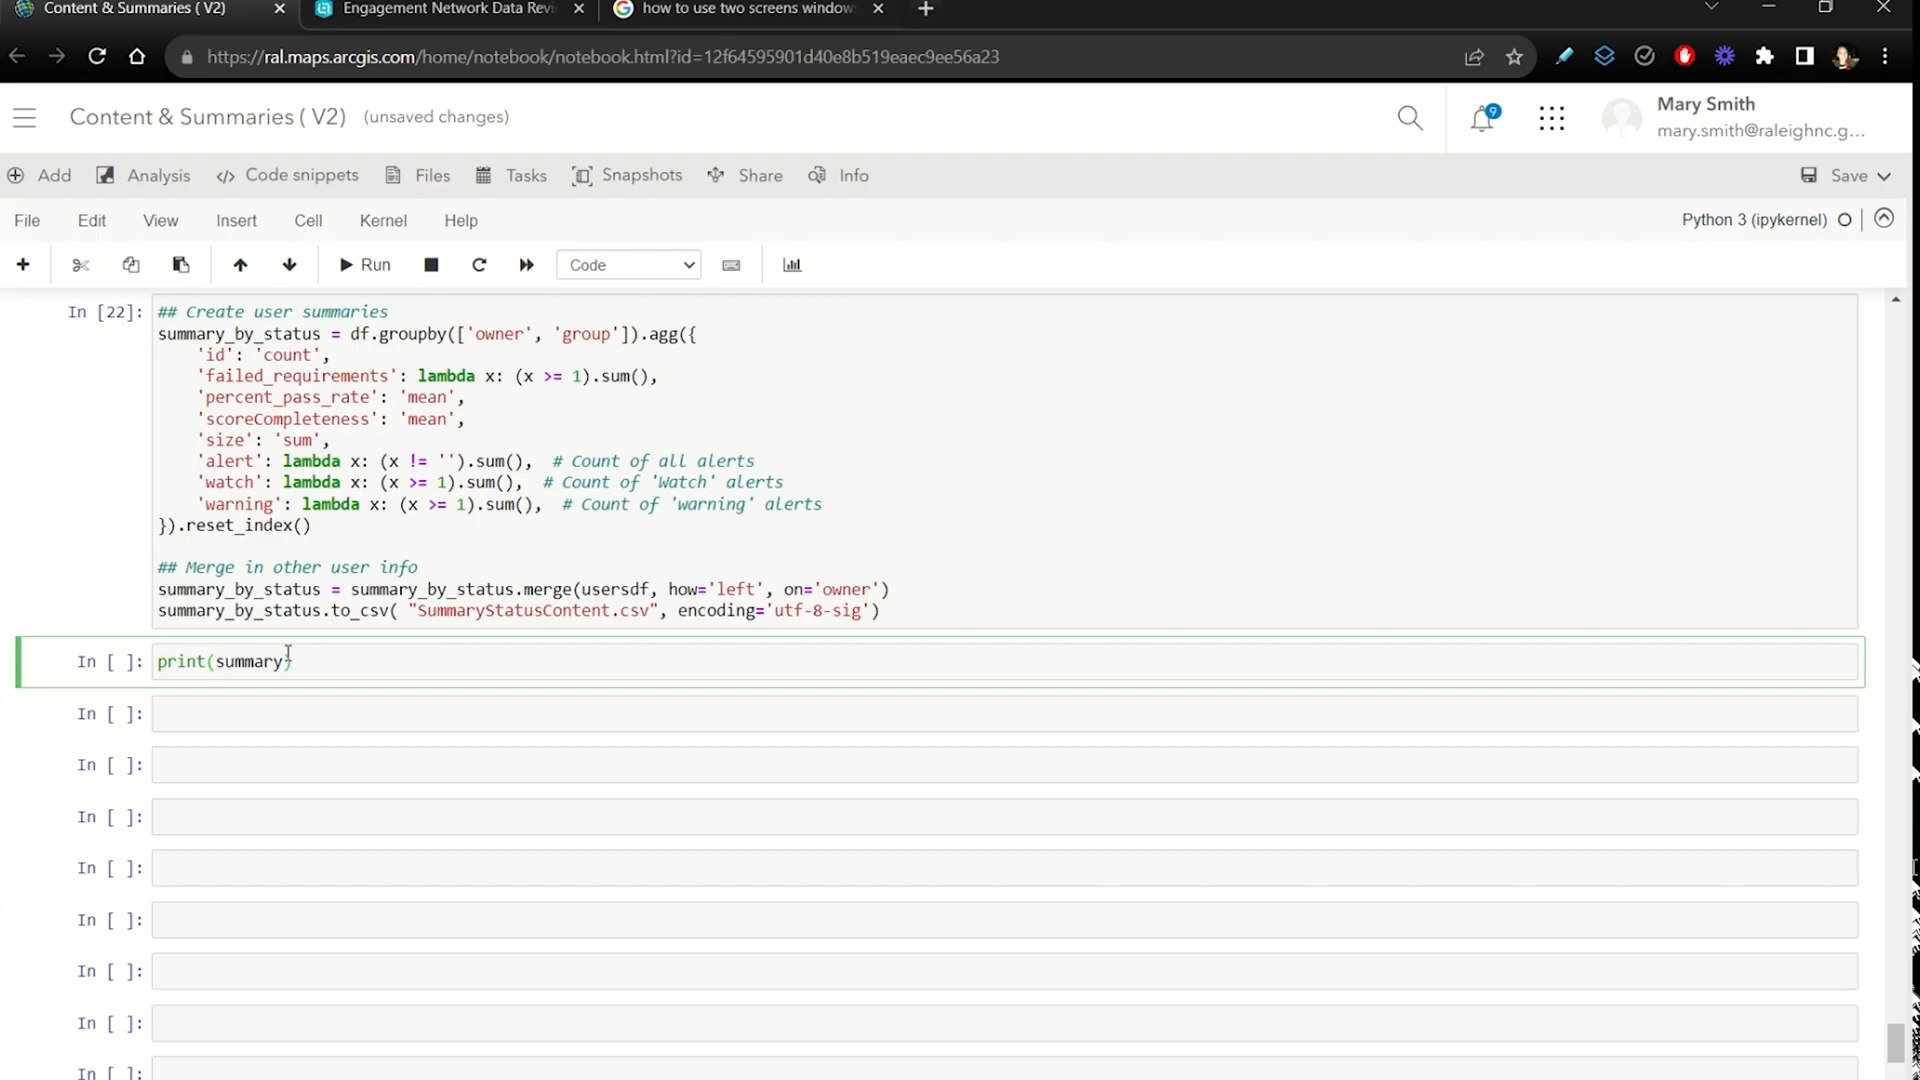 Content & Summaries ( V2)
Engagement Network Data Revi
how to use two screens window
https://ral.maps.arcgis.com/home/notebook/notebook.html?id=12f64595901d40e8b519eaec9ee56a23
Content & Summaries ( V2) (unsaved changes)
9
Mary Smith
mary.smith@raleighnc.g...
Add Analysis Code snippets Files Tasks Snapshots Share Info Save
File Edit View Insert Cell Kernel Help Python 3 (ipykernel)
Run Code
In [22]: ## Create user summaries
summary_by_status = df.groupby(['owner', 'group']).agg({
'id': 'count',
'failed_requirements': lambda x: (x >= 1).sum(),
'percent_pass_rate': 'mean',
'scoreCompleteness': 'mean',
'size': 'sum',
'alert': lambda x: (x != '').sum(), # Count of all alerts
'watch': lambda x: (x >= 1).sum(), # Count of 'Watch' alerts
'warning': lambda x: (x >= 1).sum(), # Count of 'warning' alerts
}).reset_index()
## Merge in other user info
summary_by_status = summary_by_status.merge(usersdf, how='left', on='owner')
summary_by_status.to_csv( "SummaryStatusContent.csv", encoding='utf-8-sig')
In [ ]: print(summary)
In [ ]:
In [ ]:
In [ ]:
In [ ]:
In [ ]:
In [ ]:
In [ ]:
In [ ]: